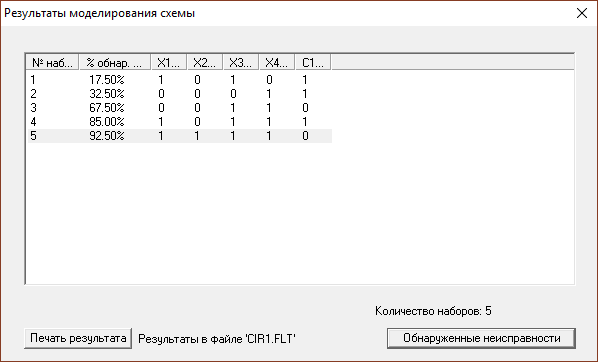 Результаты моделирования схемы
№ наб... % обнар. ... X1... X2... X3... X4... C1...
1 17.50% 1 0 1 0 1
2 32.50% 0 0 0 1 1
3 67.50% 0 0 1 1 0
4 85.00% 1 0 1 1 1
5 92.50% 1 1 1 1 0
Количество наборов: 5
Печать результата Результаты в файле 'CIR1.FLT' Обнаруженные неисправности